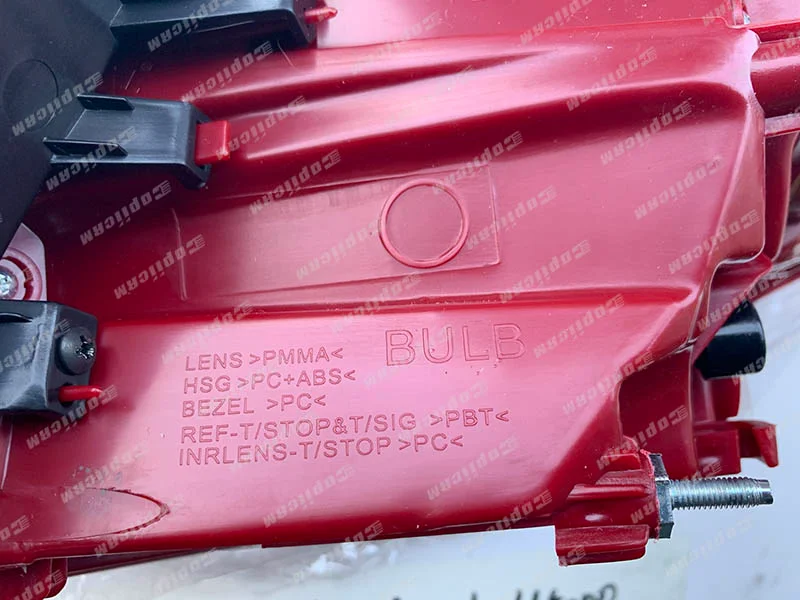 BULB
LENS >PMMA<
HSG >PC+ABS<
BEZEL >PC<
REF-T/STOP&T/SIG >PBT<
INRLENS-T/STOP >PC<